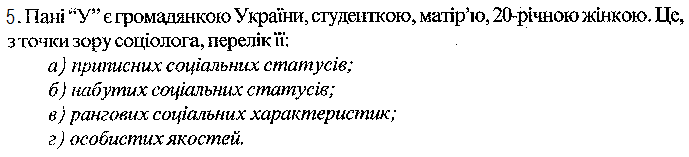 5. Пані “У” є громадянкою України, студенткою, матір’ю, 20-річною жінкою. Це,
з точки зору соціолога, перелік її:
а) приписних соціальних статусів;
б) набутих соціальних статусів;
в) рангових соціальних характеристик;
г) особистих якостей.